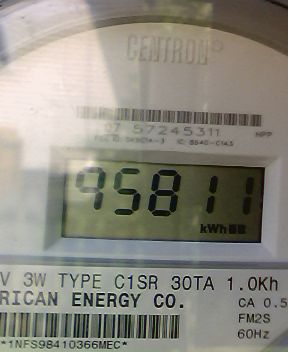 CENTRON®
07 57245311 HPP
95811
kWh
V 3W TYPE C1SR 30TA 1.0Kh
RICAN ENERGY CO. CA 0.5
FM2S
*1NFS98410366MEC* 60Hz